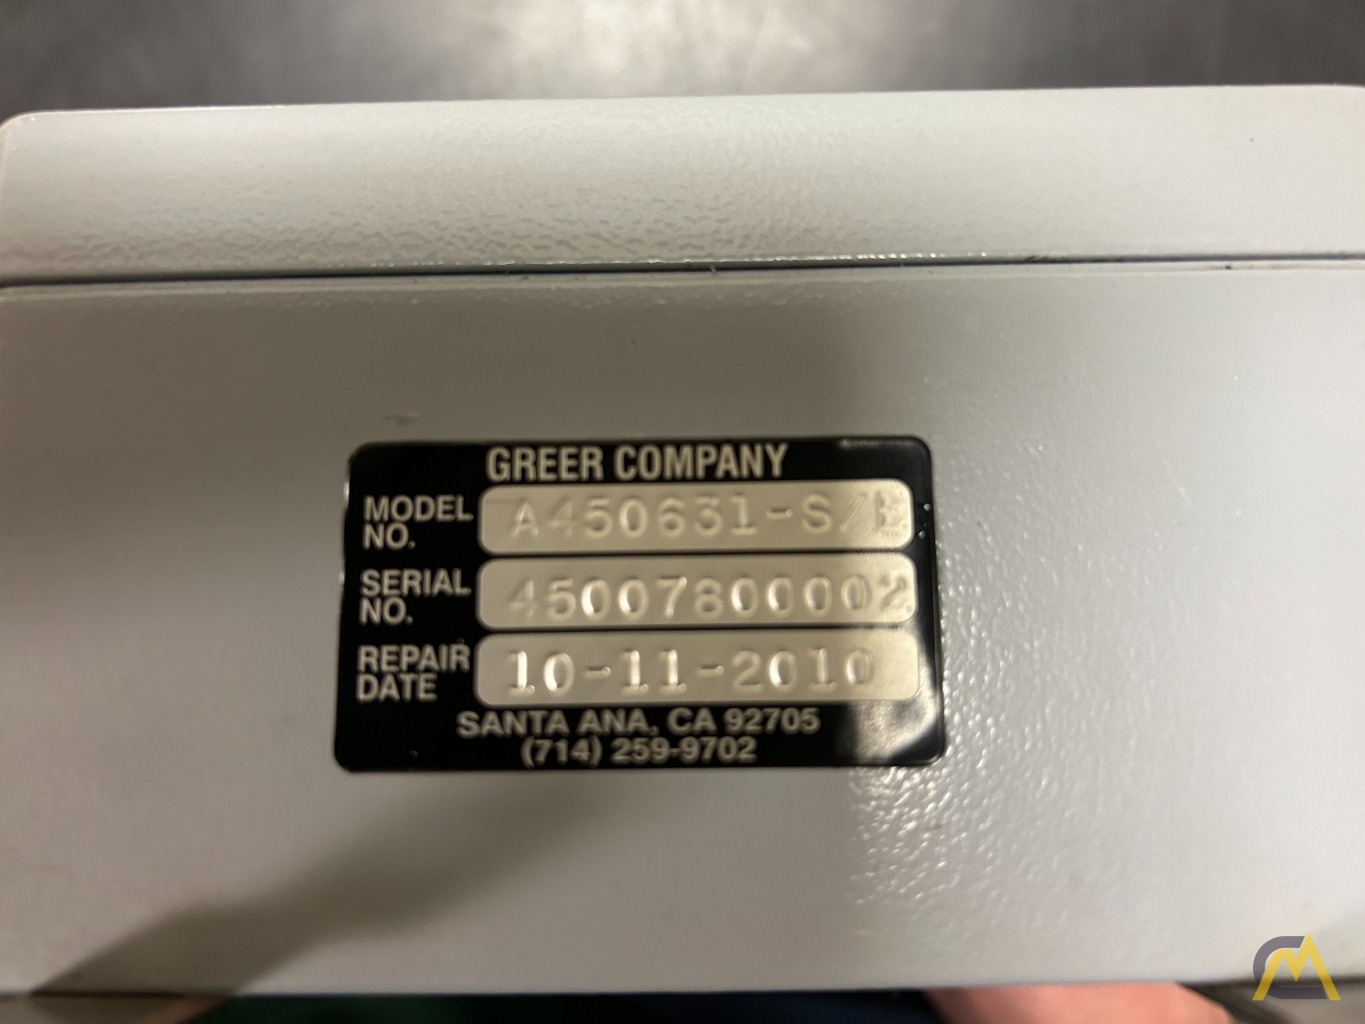 GREER COMPANY
MODEL NO. A450631-S/E
SERIAL NO. 45007800002
REPAIR DATE 10-11-2010
SANTA ANA, CA 92705
(714) 259-9702